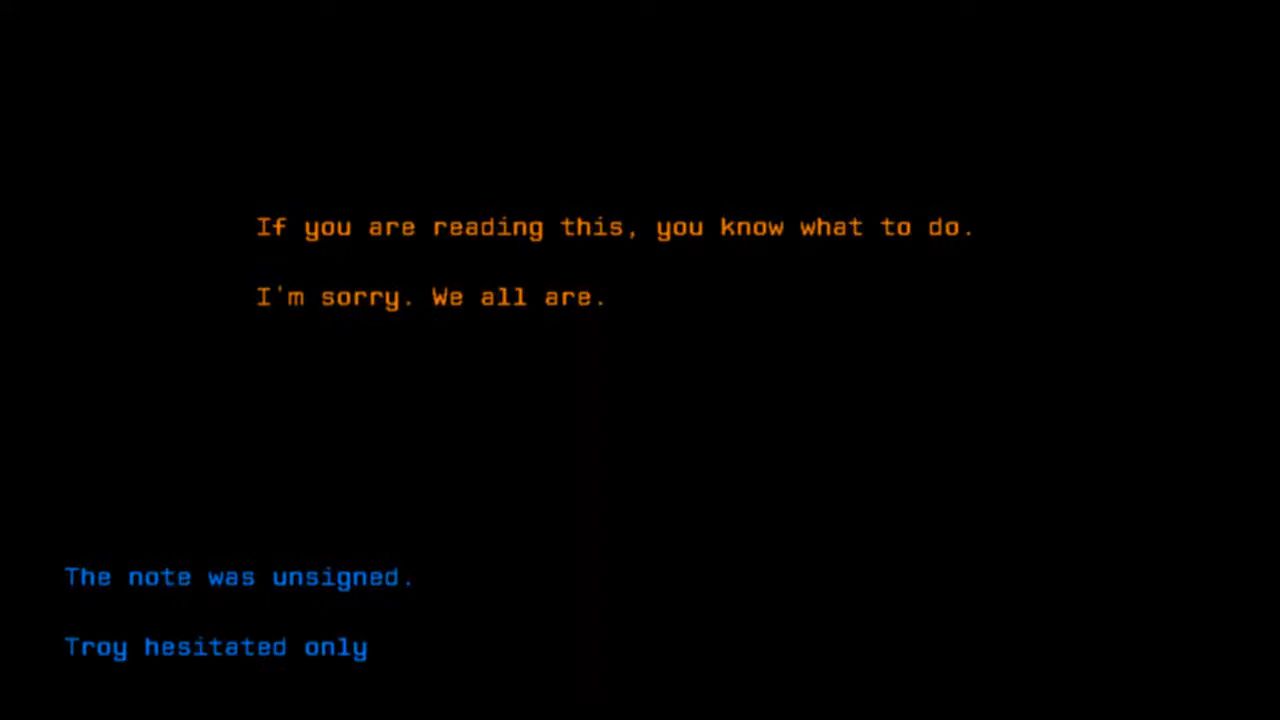 If you are reading this, you know what to do.
I'm sorry. We all are.
The note was unsigned.
Troy hesitated only